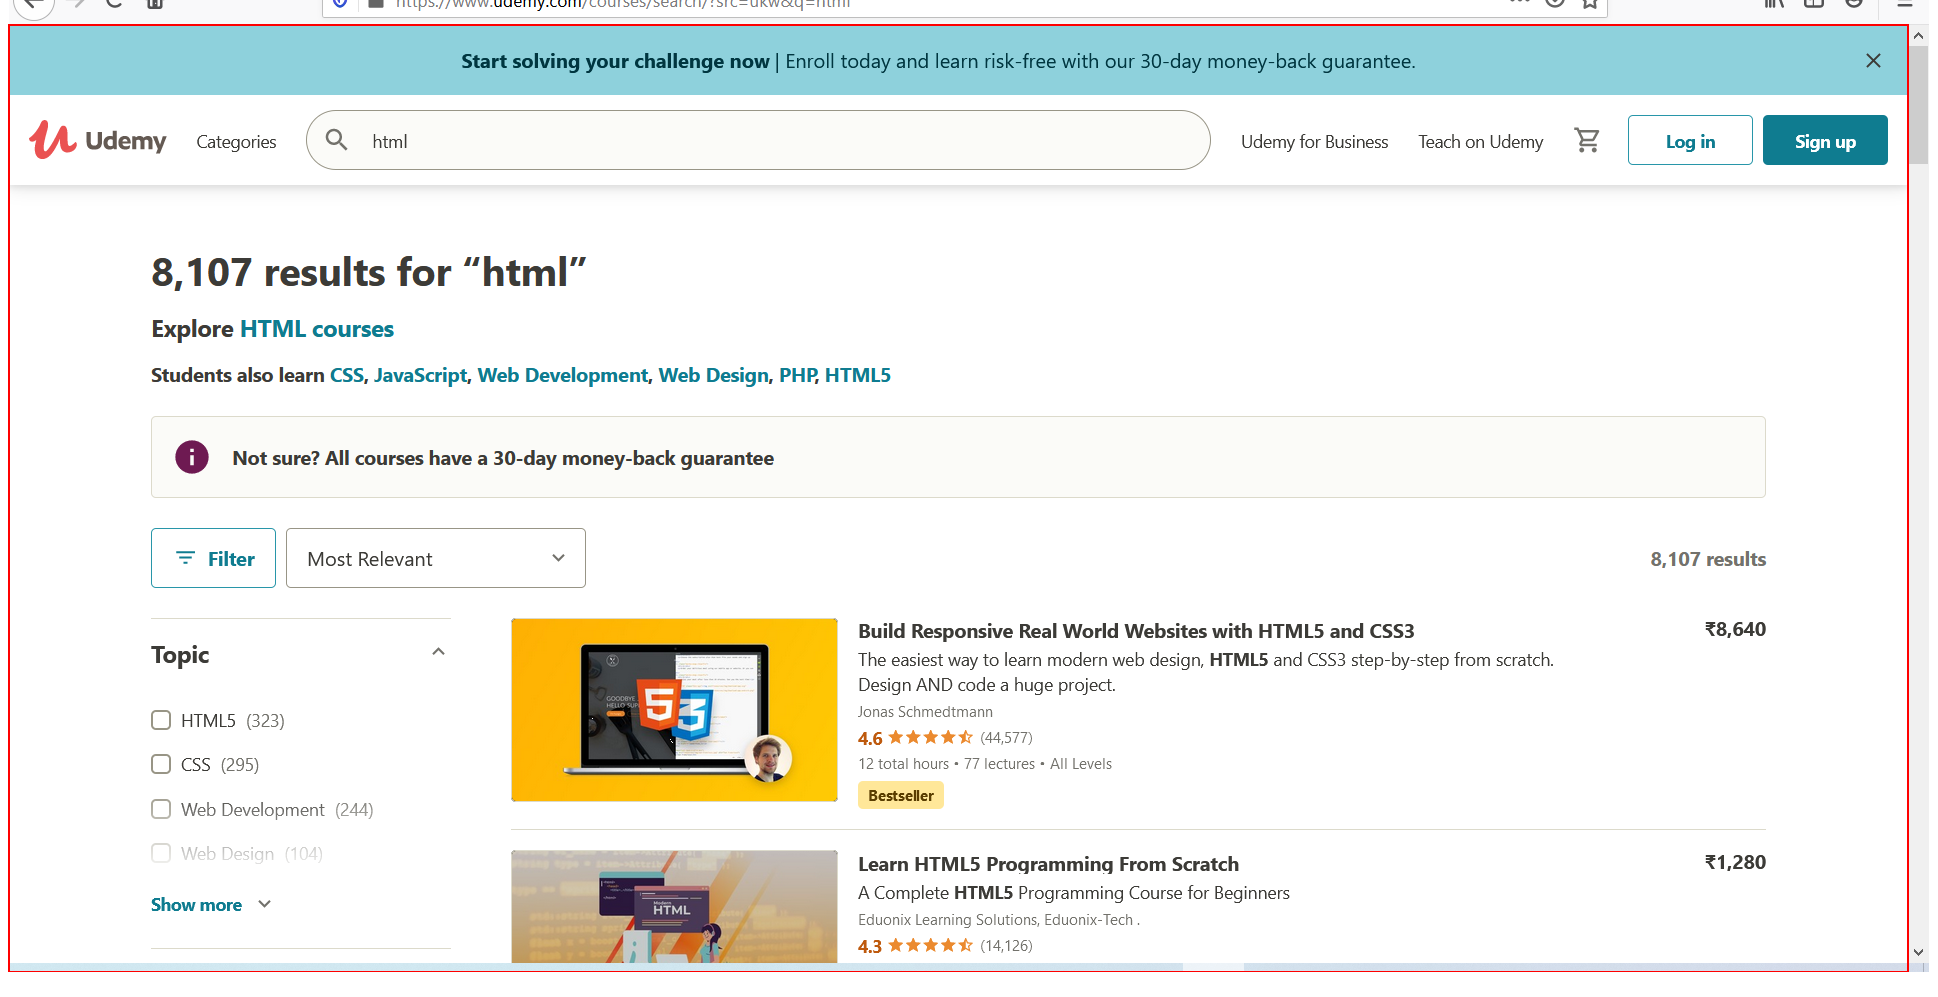 https://www.udemy.com/courses/search/?src=ukw&q=html
Start solving your challenge now | Enroll today and learn risk-free with our 30-day money-back guarantee.
Udemy
Categories
html
Udemy for Business
Teach on Udemy
Log in
Sign up
8,107 results for “html”
Explore HTML courses
Students also learn CSS, JavaScript, Web Development, Web Design, PHP, HTML5
Not sure? All courses have a 30-day money-back guarantee
Filter
Most Relevant
8,107 results
Topic
HTML5 (323)
CSS (295)
Web Development (244)
Web Design (104)
Show more
Build Responsive Real World Websites with HTML5 and CSS3
₹8,640
The easiest way to learn modern web design, HTML5 and CSS3 step-by-step from scratch.
Design AND code a huge project.
Jonas Schmedtmann
4.6 (44,577)
12 total hours • 77 lectures • All Levels
Bestseller
Learn HTML5 Programming From Scratch
₹1,280
A Complete HTML5 Programming Course for Beginners
Eduonix Learning Solutions, Eduonix-Tech .
4.3 (14,126)
Modern
HTML